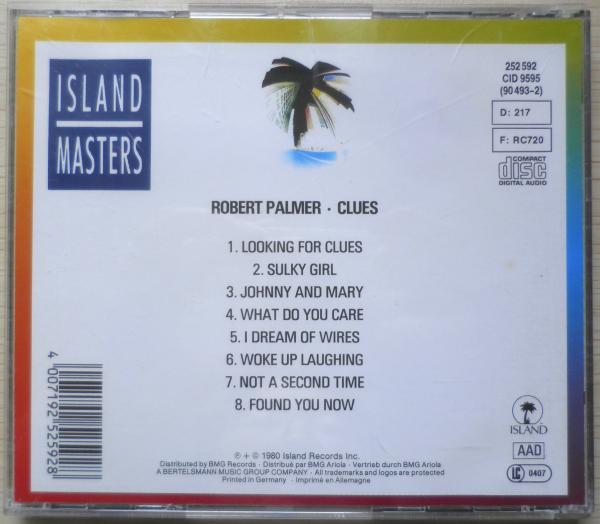 ISLAND
MASTERS
252 592
CID 9595
(90 493-2)
D: 217
F: RC720
COMPACT
disc
DIGITAL AUDIO
ROBERT PALMER · CLUES
1. LOOKING FOR CLUES
2. SULKY GIRL
3. JOHNNY AND MARY
4. WHAT DO YOU CARE
5. I DREAM OF WIRES
6. WOKE UP LAUGHING
7. NOT A SECOND TIME
8. FOUND YOU NOW
4 007192 525928
ISLAND
AAD
LC 0407
℗ + © 1980 Island Records Inc.
Distributed by BMG Records · Distribué par BMG Ariola · Vertrieb durch BMG Ariola
A BERTELSMANN MUSIC GROUP COMPANY · All trademarks and logos are protected
Printed in Germany · Imprimé en Allemagne